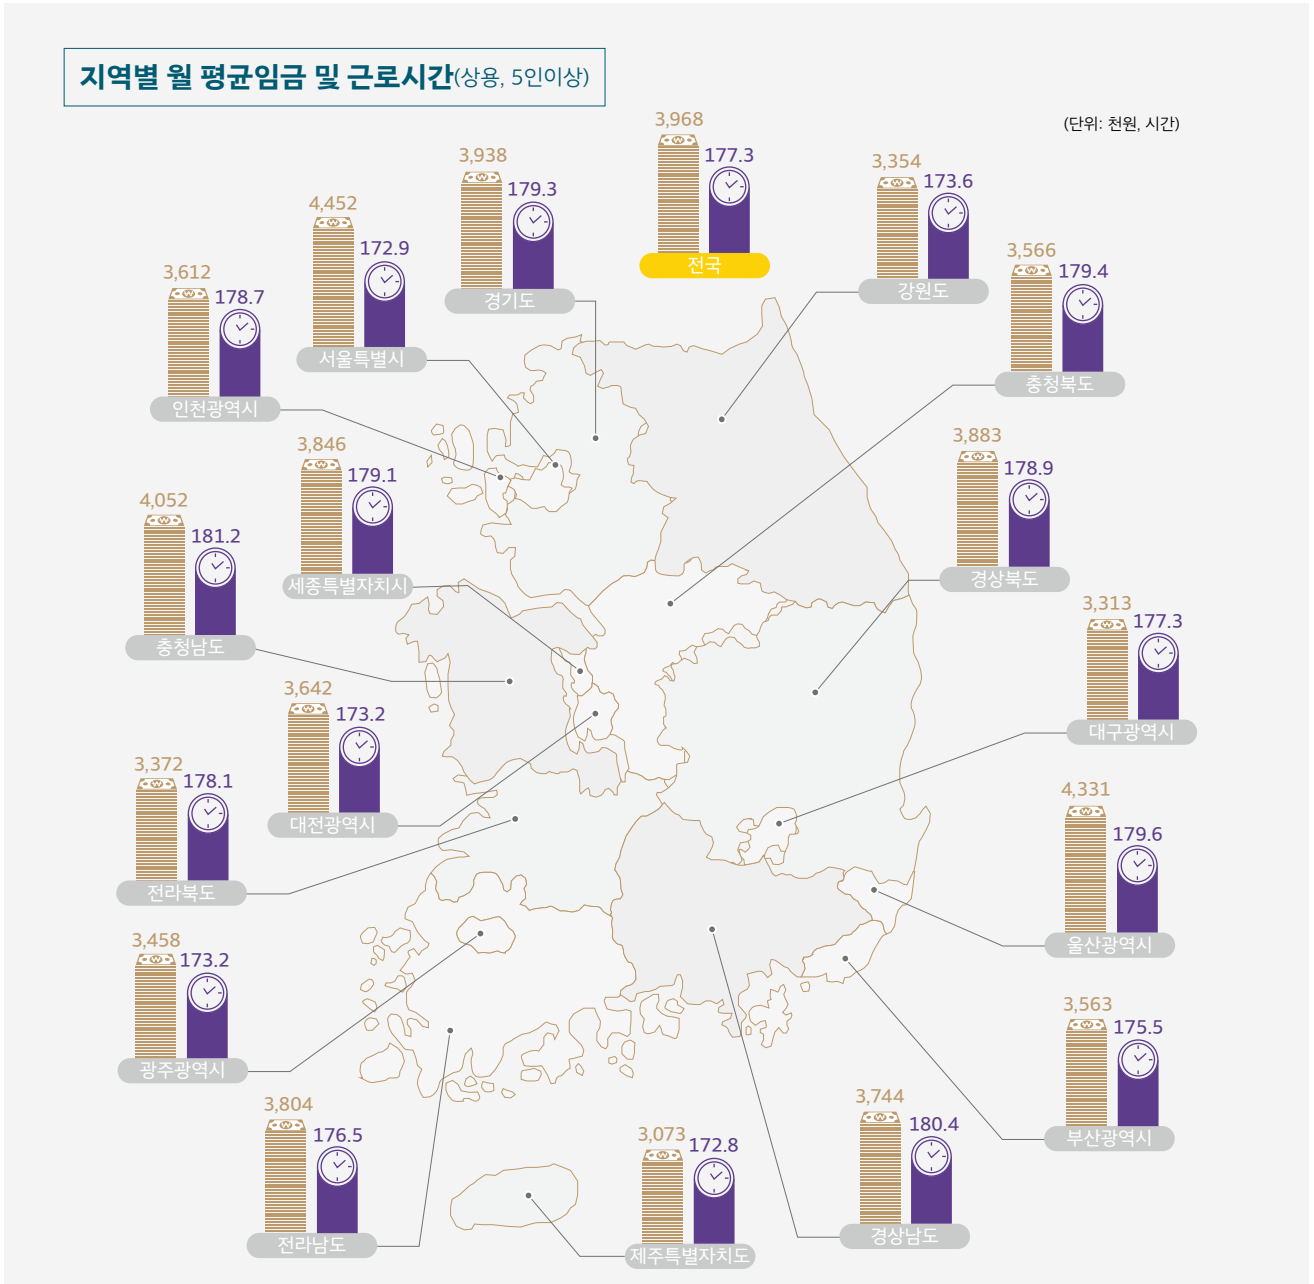 지역별 월 평균임금 및 근로시간(상용, 5인이상)
(단위: 천원, 시간)
3,968
177.3
전국
3,938
179.3
경기도
3,354
173.6
강원도
4,452
172.9
서울특별시
3,566
179.4
충청북도
3,612
178.7
인천광역시
3,846
179.1
세종특별자치시
3,883
178.9
경상북도
4,052
181.2
충청남도
3,313
177.3
대구광역시
3,642
173.2
대전광역시
3,372
178.1
전라북도
4,331
179.6
울산광역시
3,458
173.2
광주광역시
3,563
175.5
부산광역시
3,804
176.5
전라남도
3,073
172.8
제주특별자치도
3,744
180.4
경상남도